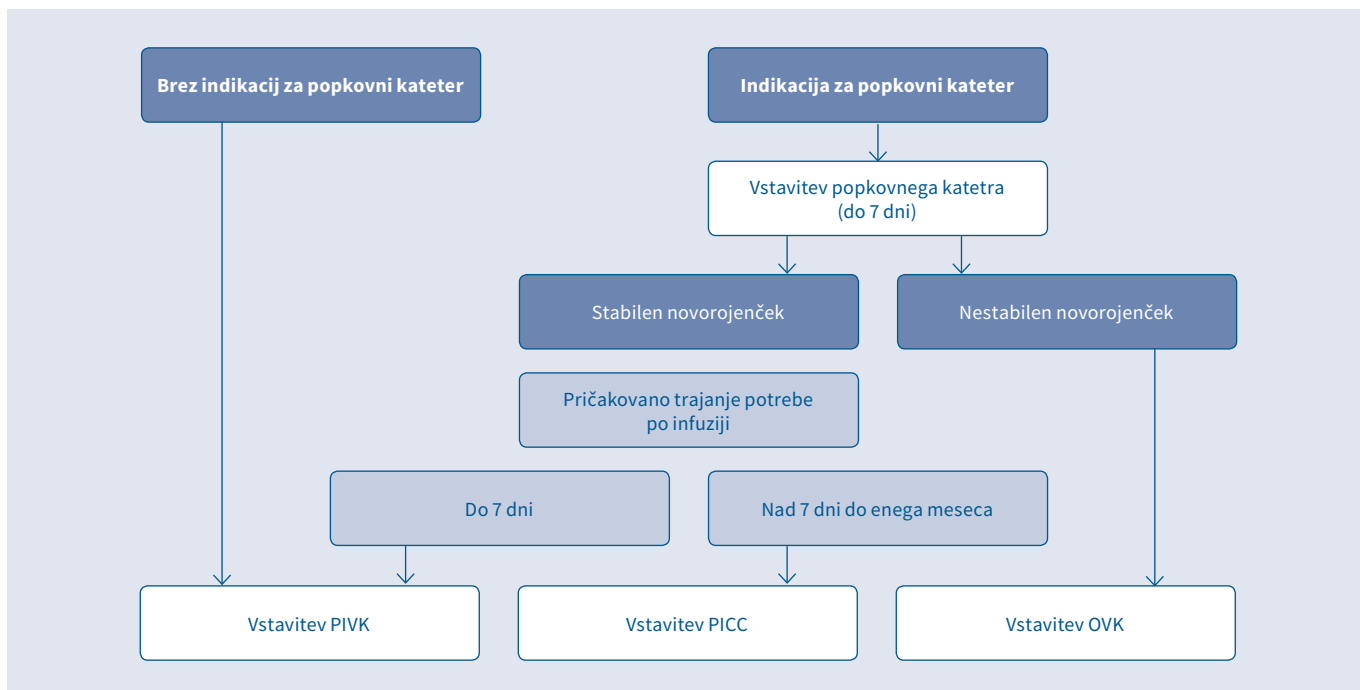 Brez indikacij za popkovni kateter
Indikacija za popkovni kateter
Vstavitev popkovnega katetra
(do 7 dni)
Stabilen novorojenček
Nestabilen novorojenček
Pričakovano trajanje potrebe
po infuziji
Do 7 dni
Nad 7 dni do enega meseca
Vstavitev PIVK
Vstavitev PICC
Vstavitev OVK